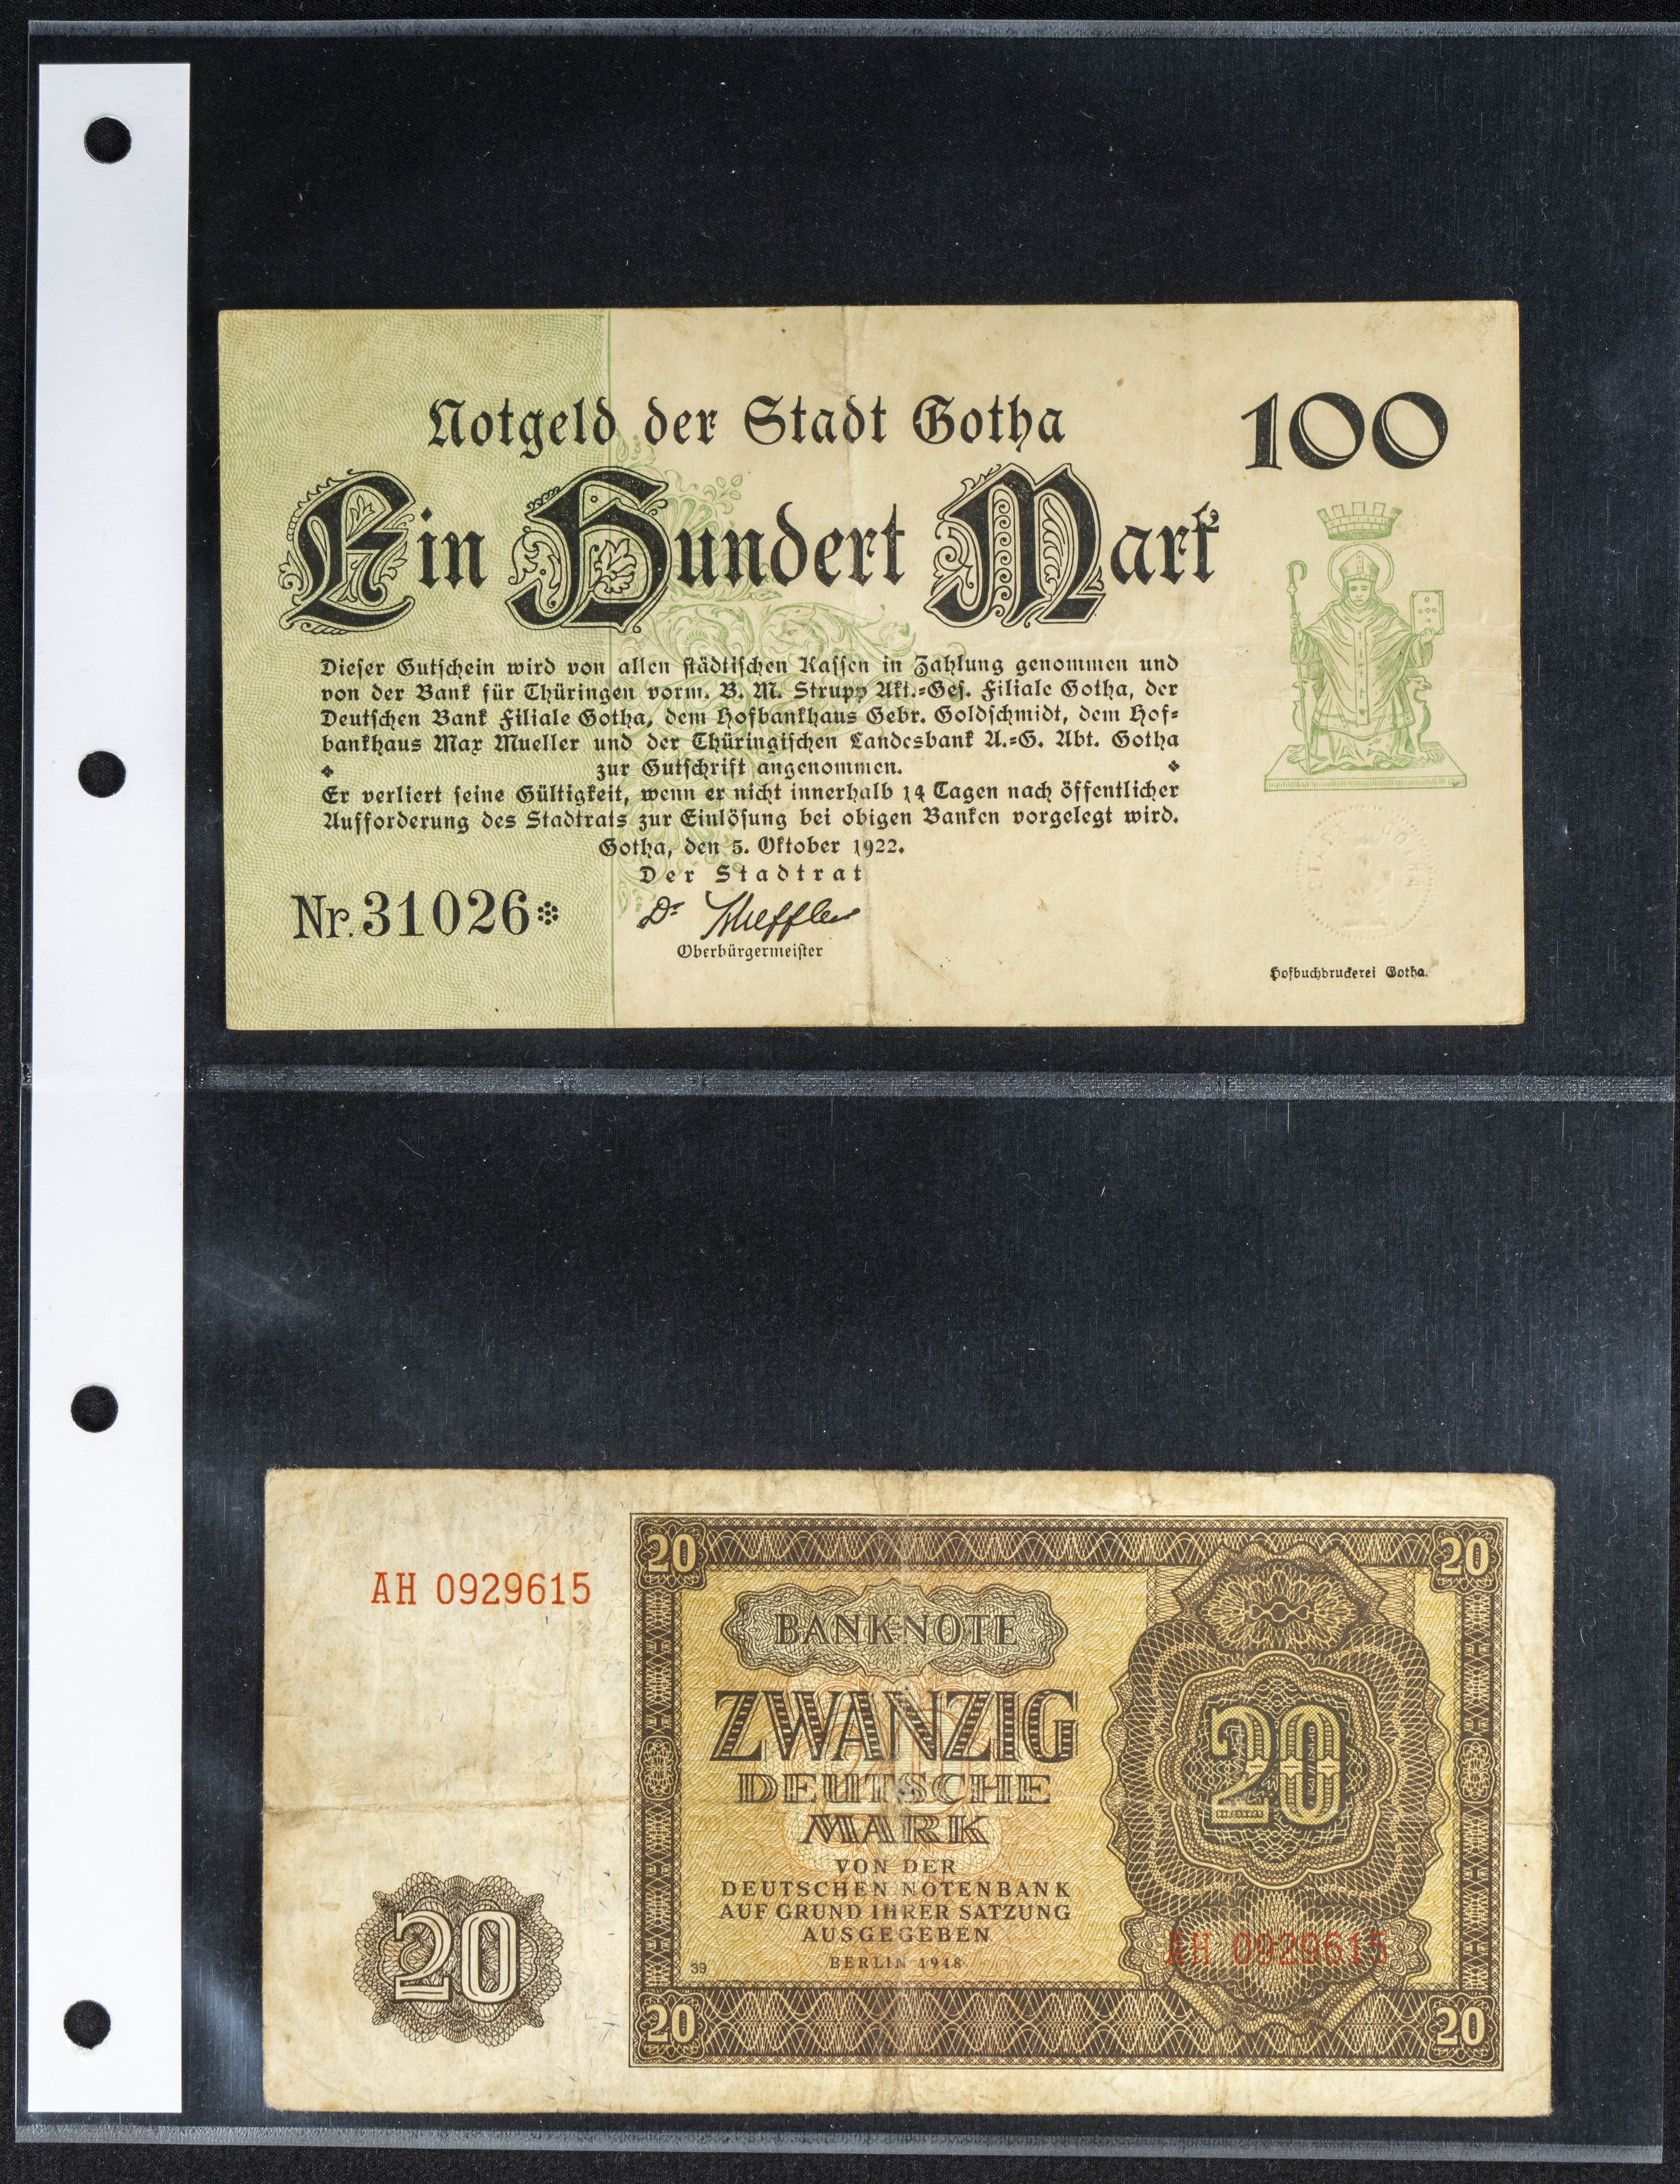 Notgeld der Stadt Gotha
100
Ein Hundert Mark
Dieser Gutschein wird von allen städtischen Kassen in Zahlung genommen und
von der Bank für Thüringen vorm. B. M. Strupp Akt.=Ges. Filiale Gotha, der
Deutschen Bank Filiale Gotha, dem Hofbankhaus Gebr. Goldschmidt, dem Hof=
bankhaus Max Mueller und der Thüringischen Landesbank A.=G. Abt. Gotha
zur Gutschrift angenommen.
Er verliert seine Gültigkeit, wenn er nicht innerhalb 14 Tagen nach öffentlicher
Aufforderung des Stadtrats zur Einlösung bei obigen Banken vorgelegt wird.
Gotha, den 5. Oktober 1922.
Der Stadtrat
Nr. 31026*
Dr.
Oberbürgermeister
Hofbuchdruckerei Gotha.
20
20
AH 0929615
BANKNOTE
ZWANZIG
20
DEUTSCHE
MARK
VON DER
DEUTSCHEN NOTENBANK
AUF GRUND IHRER SATZUNG
AUSGEGEBEN
AH 0929615
BERLIN 1948
39
20
20
20